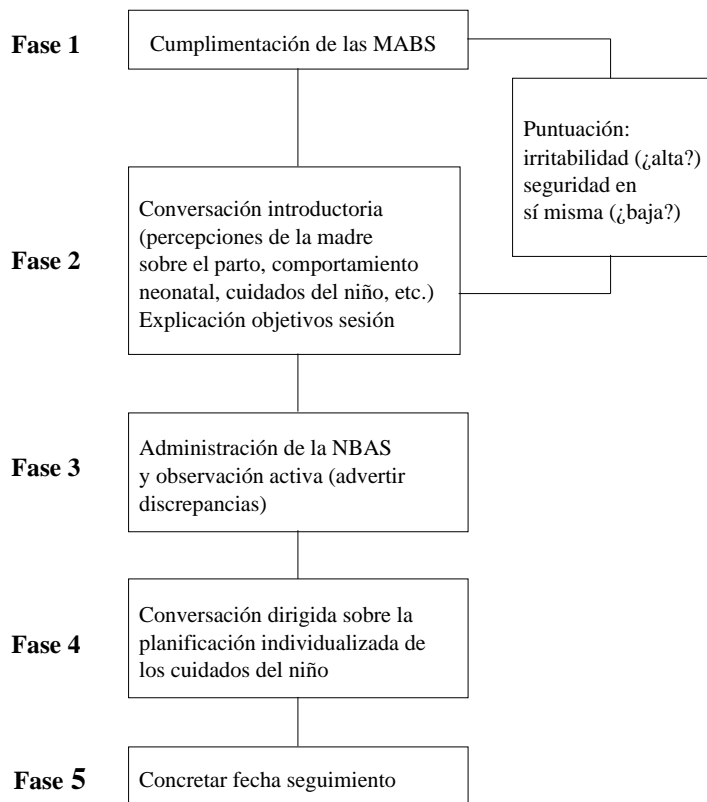 Fase 1
Cumplimentación de las MABS
Puntuación:
irritabilidad (¿alta?)
seguridad en
sí misma (¿baja?)
Fase 2
Conversación introductoria
(percepciones de la madre
sobre el parto, comportamiento
neonatal, cuidados del niño, etc.)
Explicación objetivos sesión
Fase 3
Administración de la NBAS
y observación activa (advertir
discrepancias)
Fase 4
Conversación dirigida sobre la
planificación individualizada de
los cuidados del niño
Fase 5
Concretar fecha seguimiento